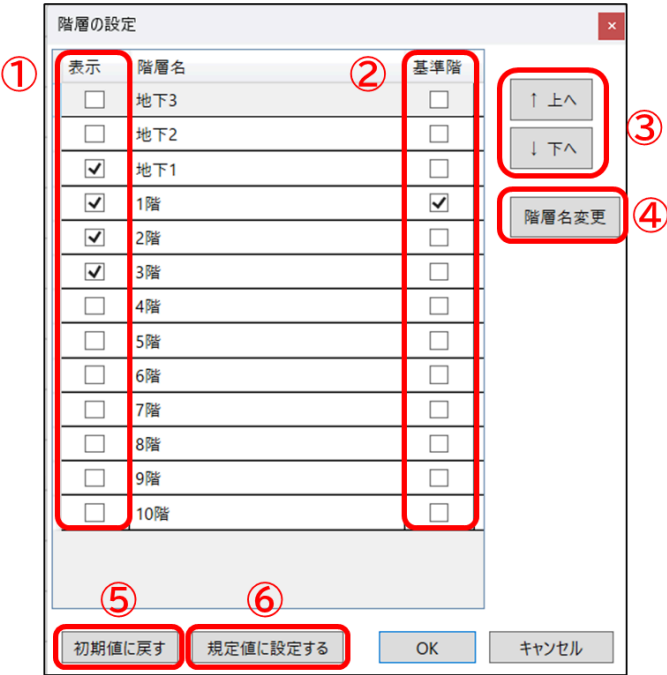 階層の設定
×
① ②
表示 階層名 基準階
地下3
地下2
地下1
1階
2階
3階
4階
5階
6階
7階
8階
9階
10階
↑ 上へ
↓ 下へ
③
階層名変更
④
⑤ ⑥
初期値に戻す 規定値に設定する OK キャンセル